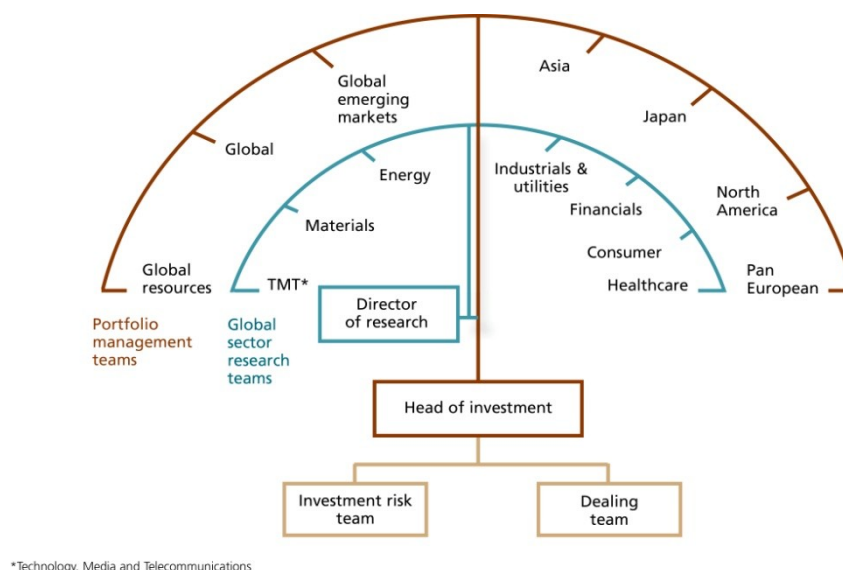 Asia
Global
emerging
markets
Japan
Global
Energy
Industrials &
utilities
Financials
North
America
Materials
Consumer
Global
resources
TMT*
Healthcare
Pan
European
Director
of research
Portfolio
management
teams
Global
sector
research
teams
Head of investment
Investment risk
team
Dealing
team
*Technology, Media and Telecommunications